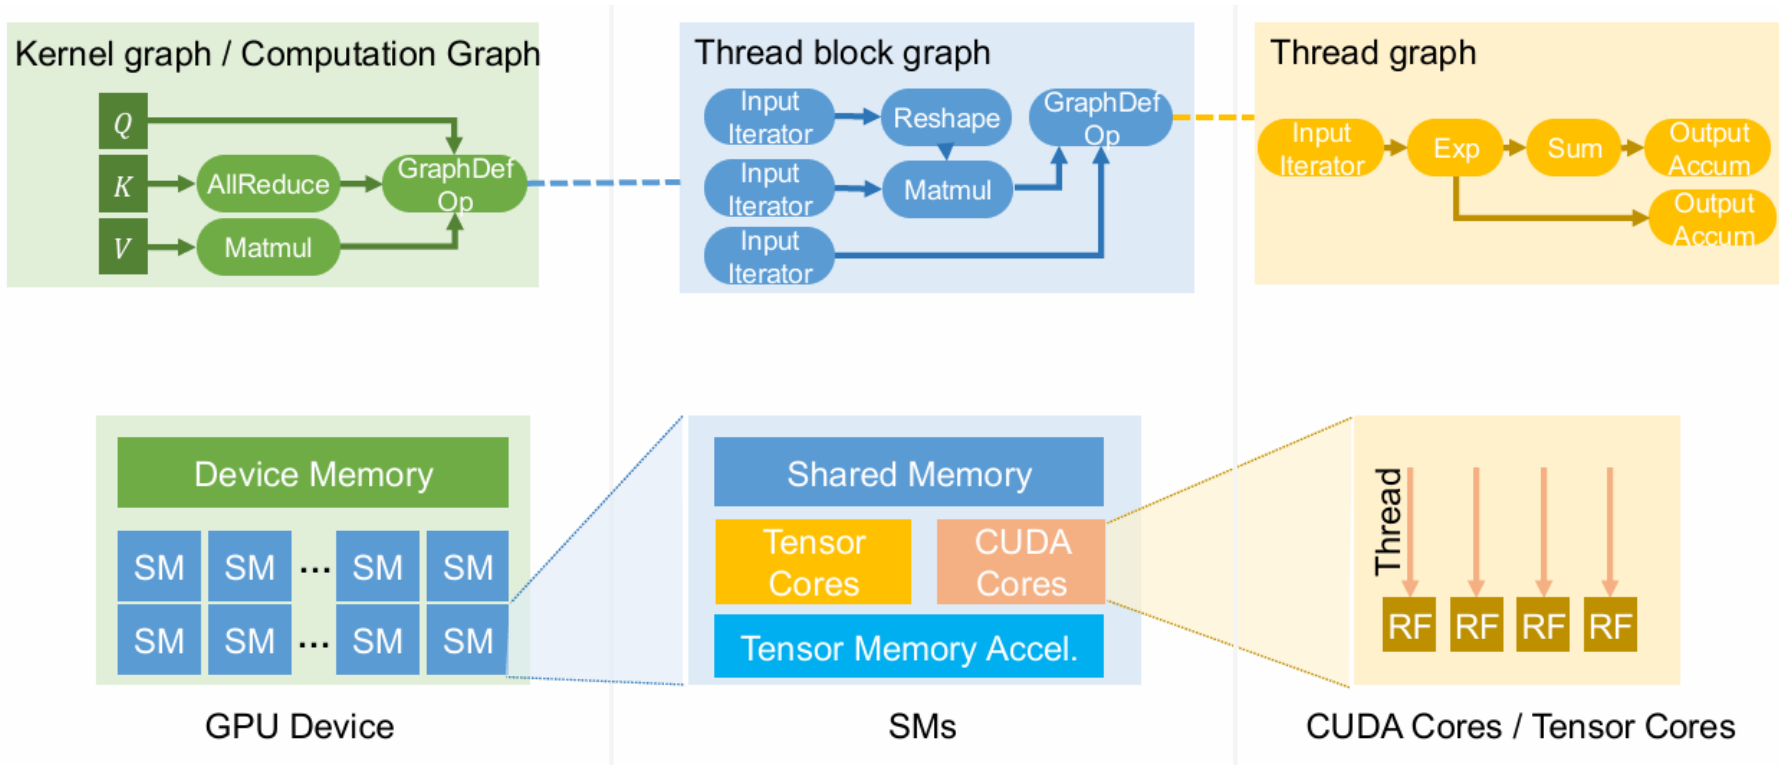 Kernel graph / Computation Graph
Q
K
AllReduce
GraphDef
Op
V
Matmul
Thread block graph
Input
Iterator
Reshape
GraphDef
Op
Input
Iterator
Matmul
Input
Iterator
Thread graph
Input
Iterator
Exp
Sum
Output
Accum
Output
Accum
Device Memory
SM
SM
...
SM
SM
SM
SM
...
SM
SM
GPU Device
Shared Memory
Tensor
Cores
CUDA
Cores
Tensor Memory Accel.
SMs
Thread
RF
RF
RF
RF
CUDA Cores / Tensor Cores